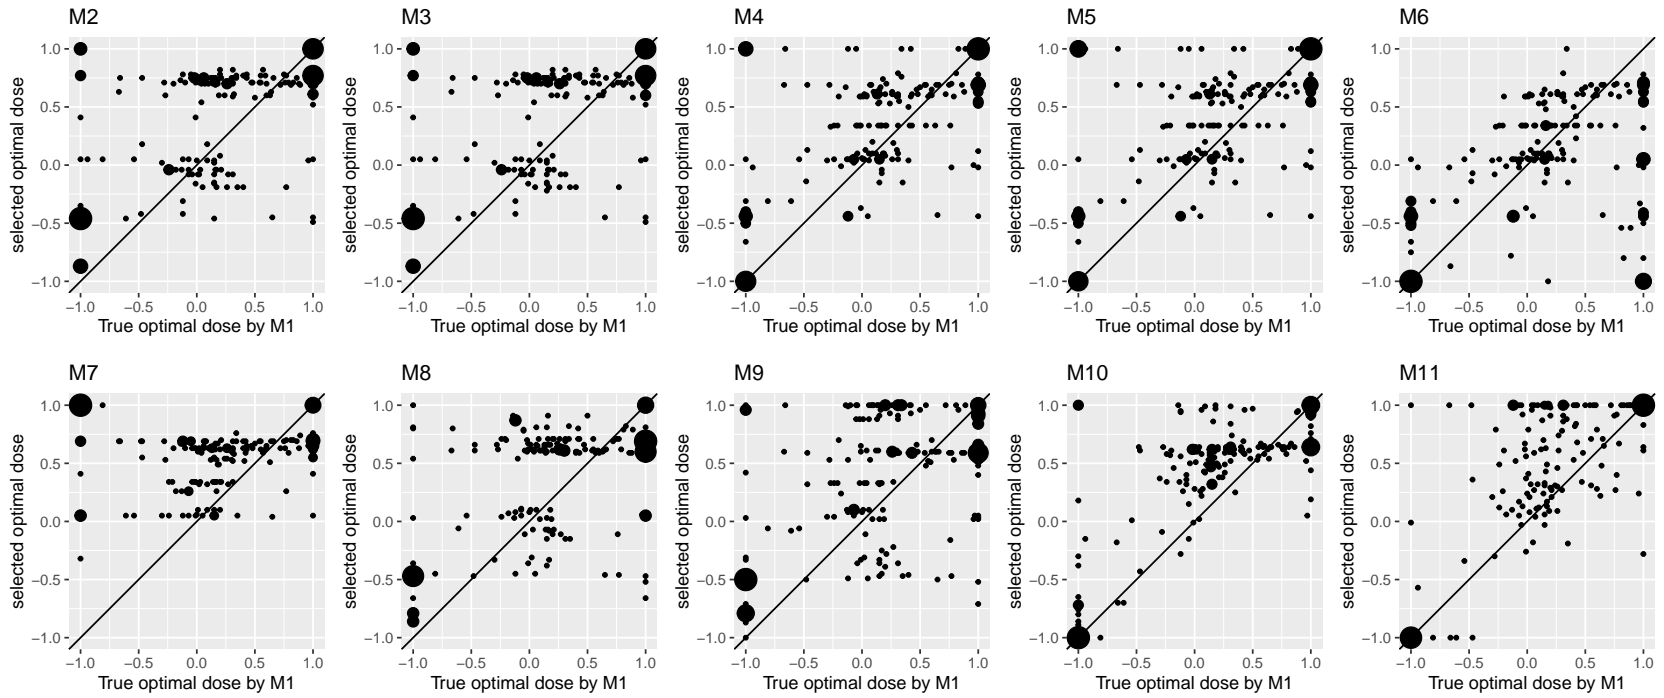 M2 M3 M4 M5 M6
1.0 1.0 1.0 1.0 1.0
0.5 0.5 0.5 0.5 0.5
0.0 0.0 0.0 0.0 0.0
−0.5 −0.5 −0.5 −0.5 −0.5
−1.0 −1.0 −1.0 −1.0 −1.0
selected optimal dose selected optimal dose selected optimal dose selected optimal dose selected optimal dose
−1.0 −0.5 0.0 0.5 1.0 −1.0 −0.5 0.0 0.5 1.0 −1.0 −0.5 0.0 0.5 1.0 −1.0 −0.5 0.0 0.5 1.0 −1.0 −0.5 0.0 0.5 1.0
True optimal dose by M1 True optimal dose by M1 True optimal dose by M1 True optimal dose by M1 True optimal dose by M1
M7 M8 M9 M10 M11
1.0 1.0 1.0 1.0 1.0
0.5 0.5 0.5 0.5 0.5
0.0 0.0 0.0 0.0 0.0
−0.5 −0.5 −0.5 −0.5 −0.5
−1.0 −1.0 −1.0 −1.0 −1.0
selected optimal dose selected optimal dose selected optimal dose selected optimal dose selected optimal dose
−1.0 −0.5 0.0 0.5 1.0 −1.0 −0.5 0.0 0.5 1.0 −1.0 −0.5 0.0 0.5 1.0 −1.0 −0.5 0.0 0.5 1.0 −1.0 −0.5 0.0 0.5 1.0
True optimal dose by M1 True optimal dose by M1 True optimal dose by M1 True optimal dose by M1 True optimal dose by M1